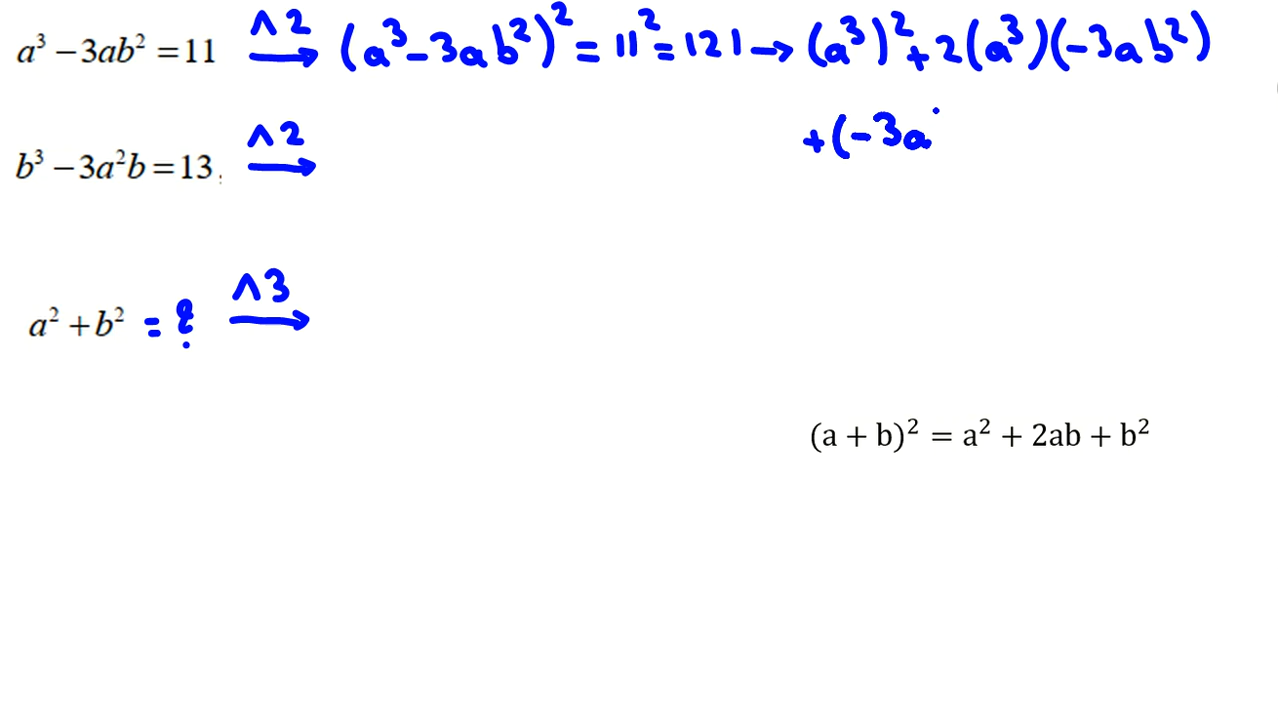 a³ − 3ab² = 11 ^2 → (a³ - 3ab²)² = 11² = 121 → (a³)² + 2(a³)(-3ab²)
+(-3a
b³ − 3a²b = 13, ^2 →
a² + b² = ? ^3 →
(a + b)² = a² + 2ab + b²